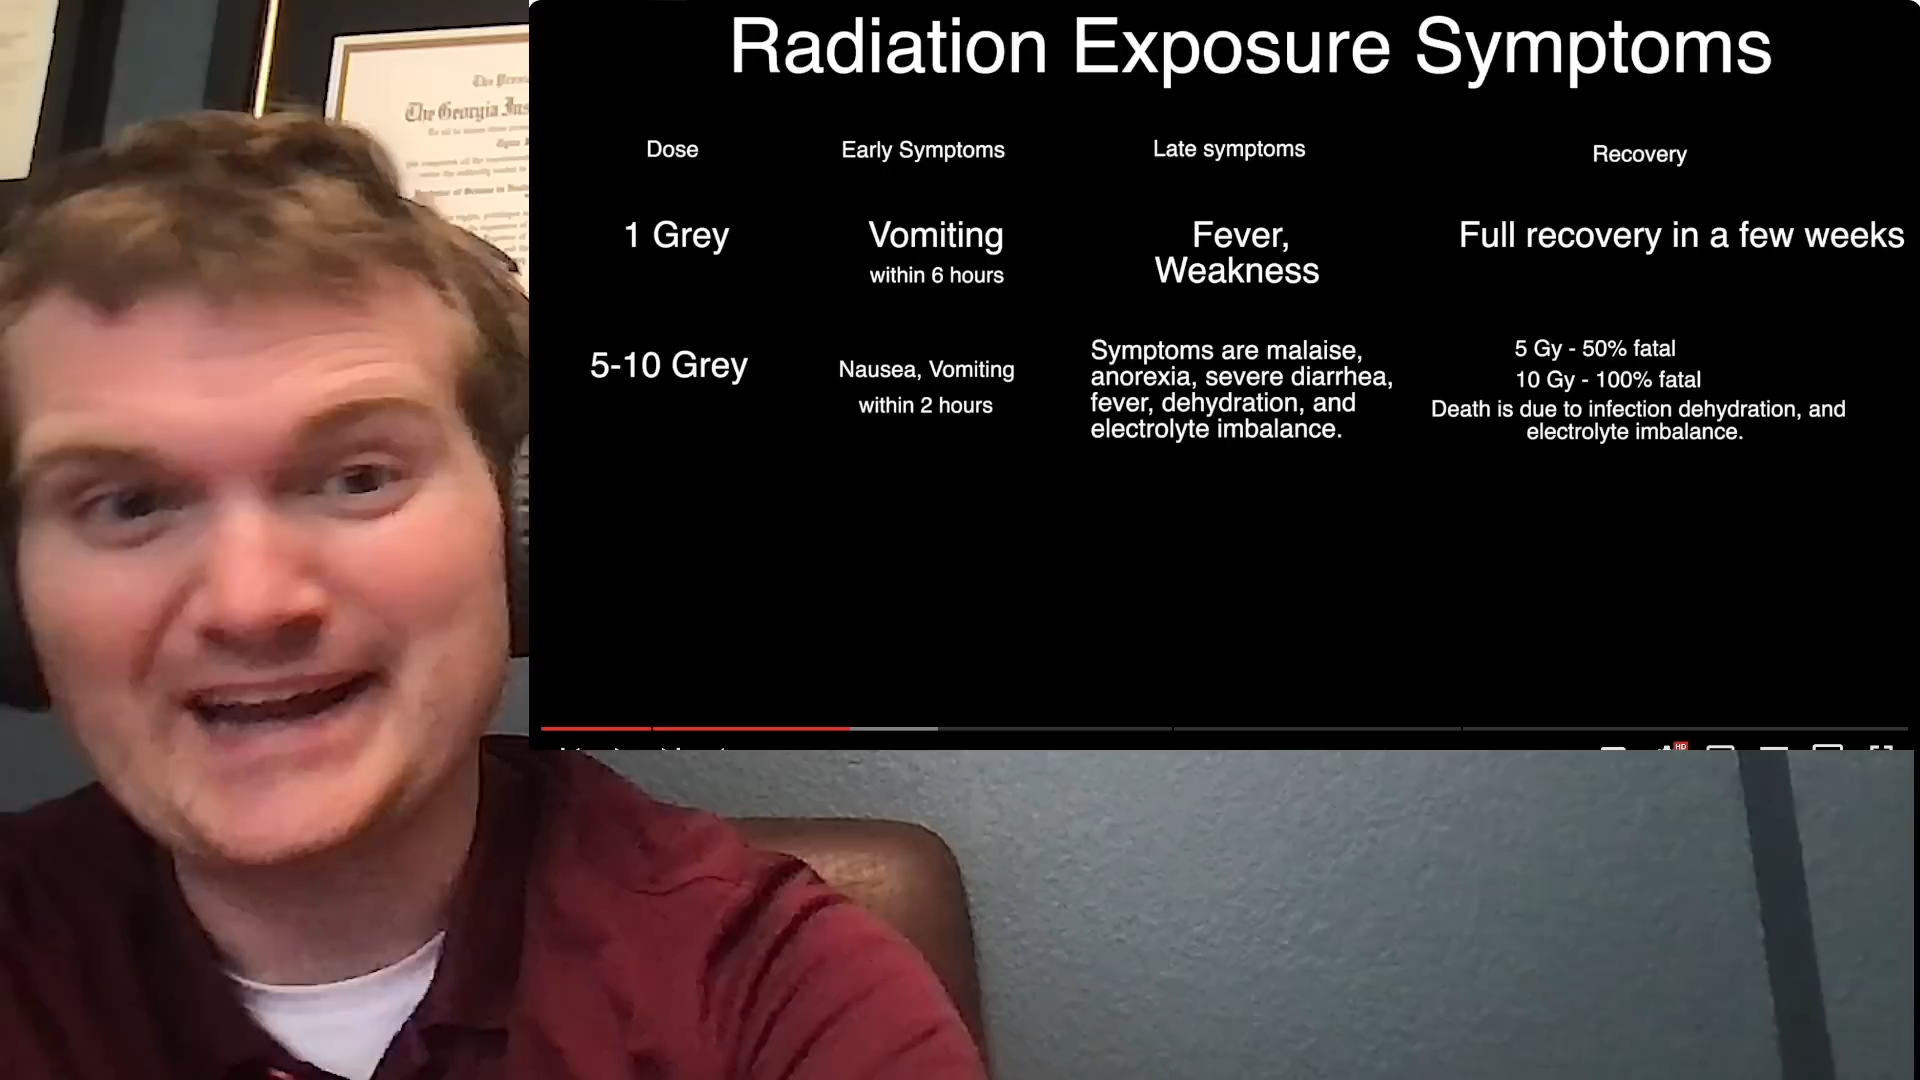 The Georgia Ins
Radiation Exposure Symptoms
Dose
Early Symptoms
Late symptoms
Recovery
1 Grey
Vomiting
within 6 hours
Fever,
Weakness
Full recovery in a few weeks
5-10 Grey
Nausea, Vomiting
within 2 hours
Symptoms are malaise,
anorexia, severe diarrhea,
fever, dehydration, and
electrolyte imbalance.
5 Gy - 50% fatal
10 Gy - 100% fatal
Death is due to infection dehydration, and
electrolyte imbalance.
HD